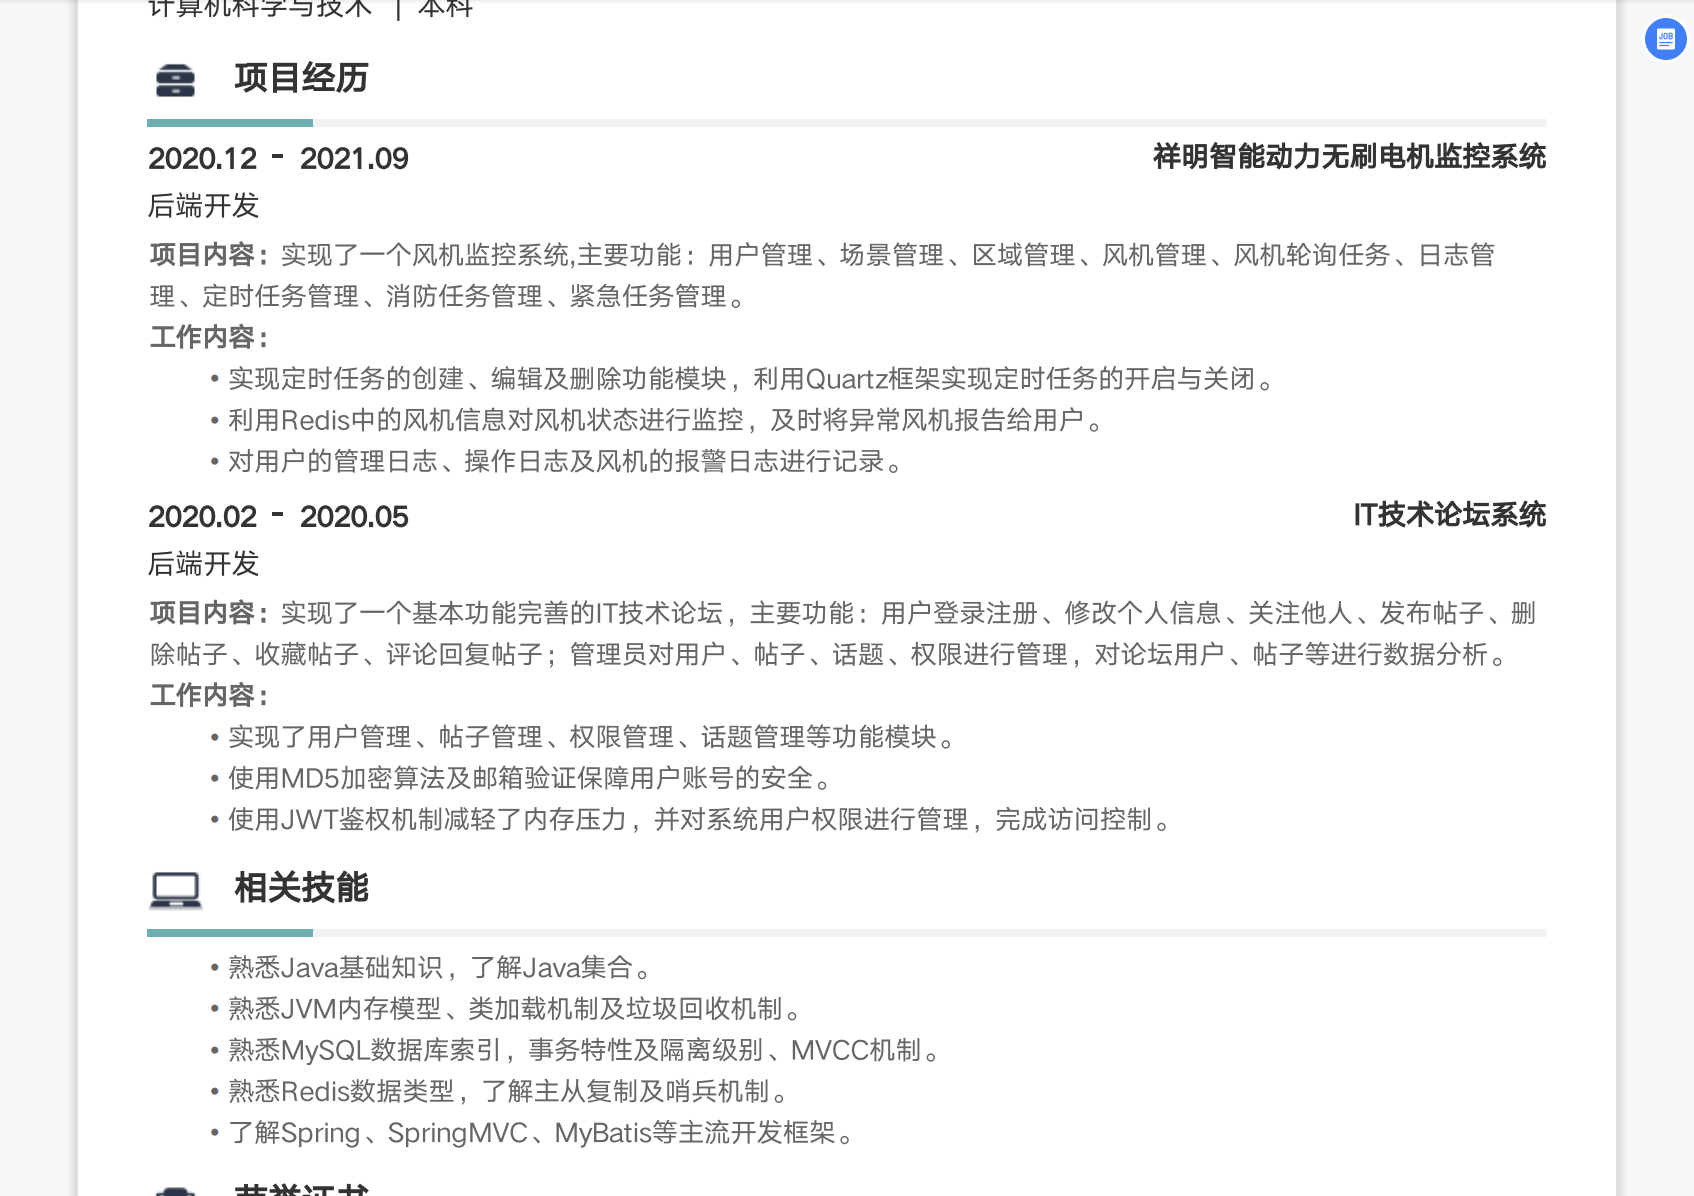 计算机科学与技术 | 本科
JOB
项目经历
2020.12 - 2021.09 祥明智能动力无刷电机监控系统
后端开发
项目内容：实现了一个风机监控系统,主要功能：用户管理、场景管理、区域管理、风机管理、风机轮询任务、日志管
理、定时任务管理、消防任务管理、紧急任务管理。
工作内容：
• 实现定时任务的创建、编辑及删除功能模块，利用Quartz框架实现定时任务的开启与关闭。
• 利用Redis中的风机信息对风机状态进行监控，及时将异常风机报告给用户。
• 对用户的管理日志、操作日志及风机的报警日志进行记录。
2020.02 - 2020.05 IT技术论坛系统
后端开发
项目内容：实现了一个基本功能完善的IT技术论坛，主要功能：用户登录注册、修改个人信息、关注他人、发布帖子、删
除帖子、收藏帖子、评论回复帖子；管理员对用户、帖子、话题、权限进行管理，对论坛用户、帖子等进行数据分析。
工作内容：
• 实现了用户管理、帖子管理、权限管理、话题管理等功能模块。
• 使用MD5加密算法及邮箱验证保障用户账号的安全。
• 使用JWT鉴权机制减轻了内存压力，并对系统用户权限进行管理，完成访问控制。
相关技能
• 熟悉Java基础知识，了解Java集合。
• 熟悉JVM内存模型、类加载机制及垃圾回收机制。
• 熟悉MySQL数据库索引，事务特性及隔离级别、MVCC机制。
• 熟悉Redis数据类型，了解主从复制及哨兵机制。
• 了解Spring、SpringMVC、MyBatis等主流开发框架。
荣誉证书